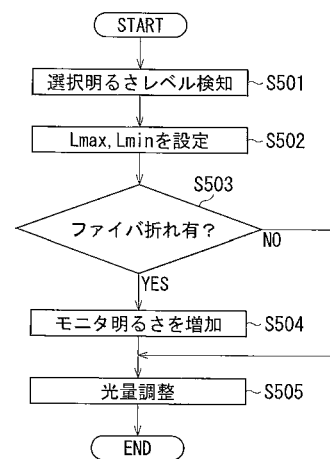 START
選択明るさレベル検知 S501
Lmax,Lminを設定 S502
S503
ファイバ折れ有?
NO
YES
モニタ明るさを増加 S504
光量調整 S505
END